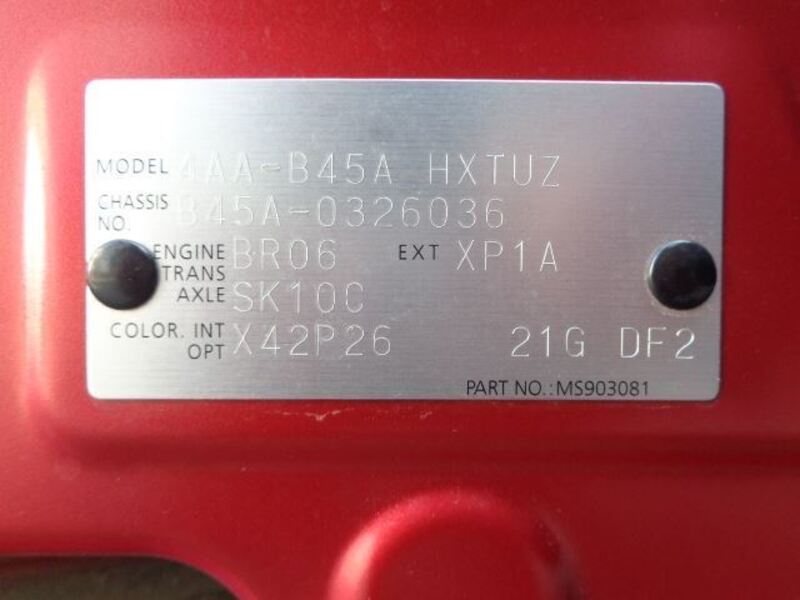 MODEL 4AA-B45A HXTUZ
CHASSIS NO. B45A-0326036
ENGINE BR06 EXT XP1A
TRANS AXLE SK10C
COLOR. INT OPT X42P26 21G DF2
PART NO.:MS903081